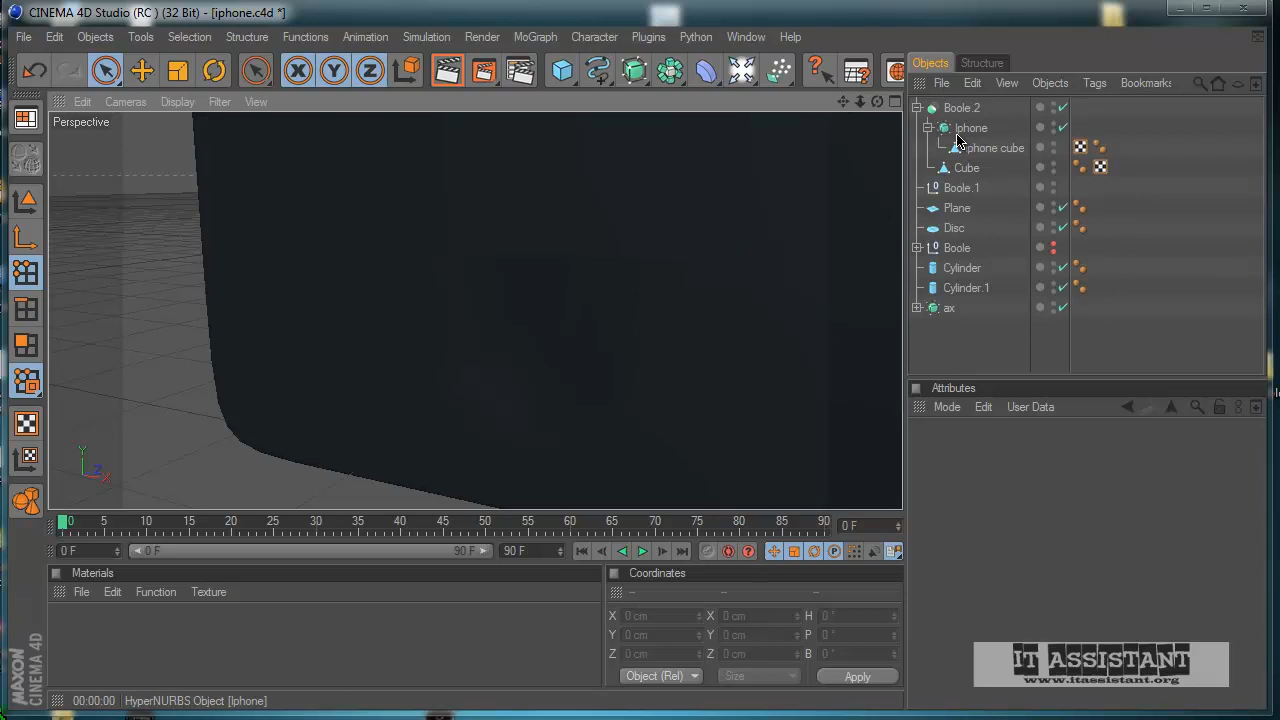 CINEMA 4D Studio (RC ) (32 Bit) - [iphone.c4d *]
File Edit Objects Tools Selection Structure Functions Animation Simulation Render MoGraph Character Plugins Python Window Help
X Y Z
Objects Structure
File Edit View Objects Tags Bookmarks
Edit Cameras Display Filter View
Perspective
Boole.2
Iphone
Iphone cube
Cube
Boole.1
Plane
Disc
Boole
Cylinder
Cylinder.1
ax
Attributes
Mode Edit User Data
Y
Z
X
0 5 10 15 20 25 30 35 40 45 50 55 60 65 70 75 80 85 90 0 F
0 F 0 F 90 F 90 F
Materials
File Edit Function Texture
Coordinates
-- -- --
X 0 cm X 0 cm H 0 °
Y 0 cm Y 0 cm P 0 °
Z 0 cm Z 0 cm B 0 °
Object (Rel) Size Apply
MAXON CINEMA 4D
00:00:00 HyperNURBS Object [Iphone]
IT ASSISTANT
www.itassistant.org